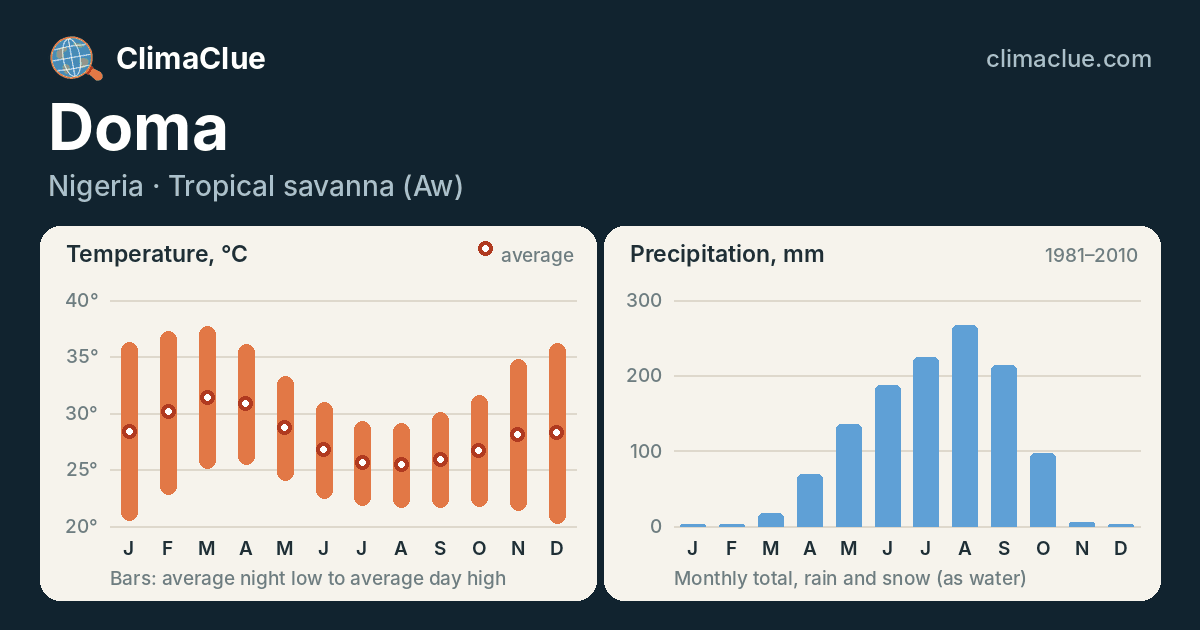 ClimaClue
climaclue.com
Doma
Nigeria · Tropical savanna (Aw)
Temperature, °C
average
40°
35°
30°
25°
20°
J F M A M J J A S O N D
Bars: average night low to average day high
Precipitation, mm
1981–2010
300
200
100
0
J F M A M J J A S O N D
Monthly total, rain and snow (as water)